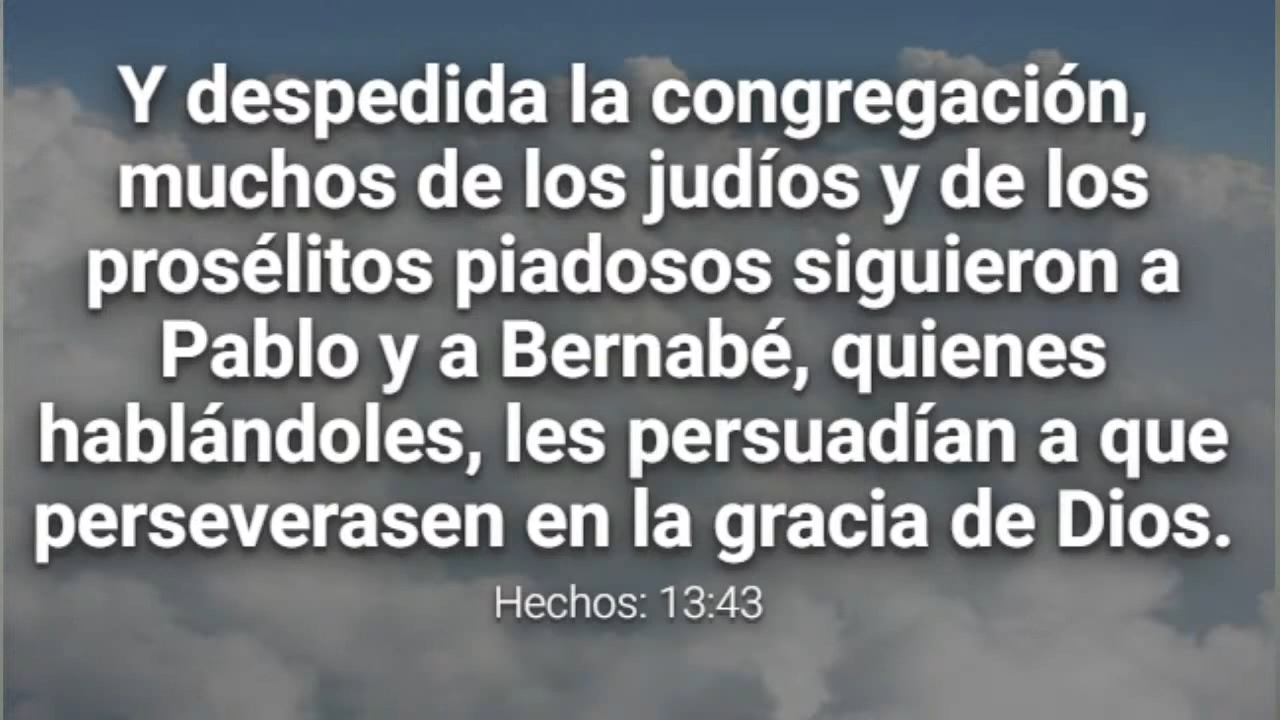 Y despedida la congregación,
muchos de los judíos y de los
prosélitos piadosos siguieron a
Pablo y a Bernabé, quienes
hablándoles, les persuadían a que
perseverasen en la gracia de Dios.
Hechos: 13:43